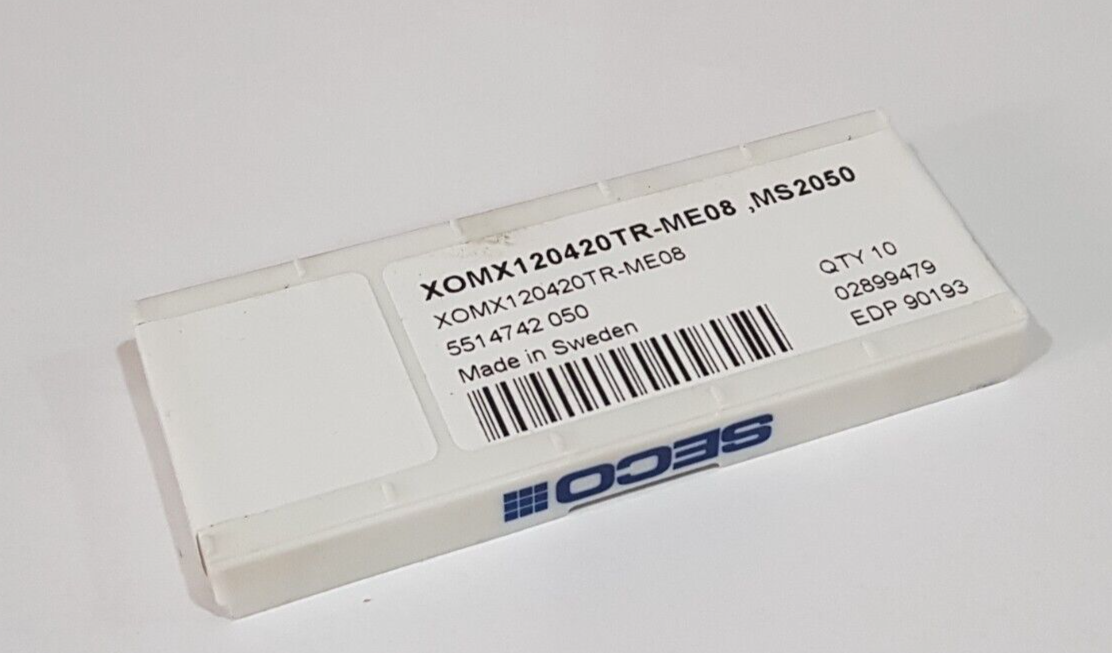 XOMX120420TR-ME08 ,MS2050
XOMX120420TR-ME08
5514742 050
Made in Sweden
QTY 10
02899479
EDP 90193
SECO